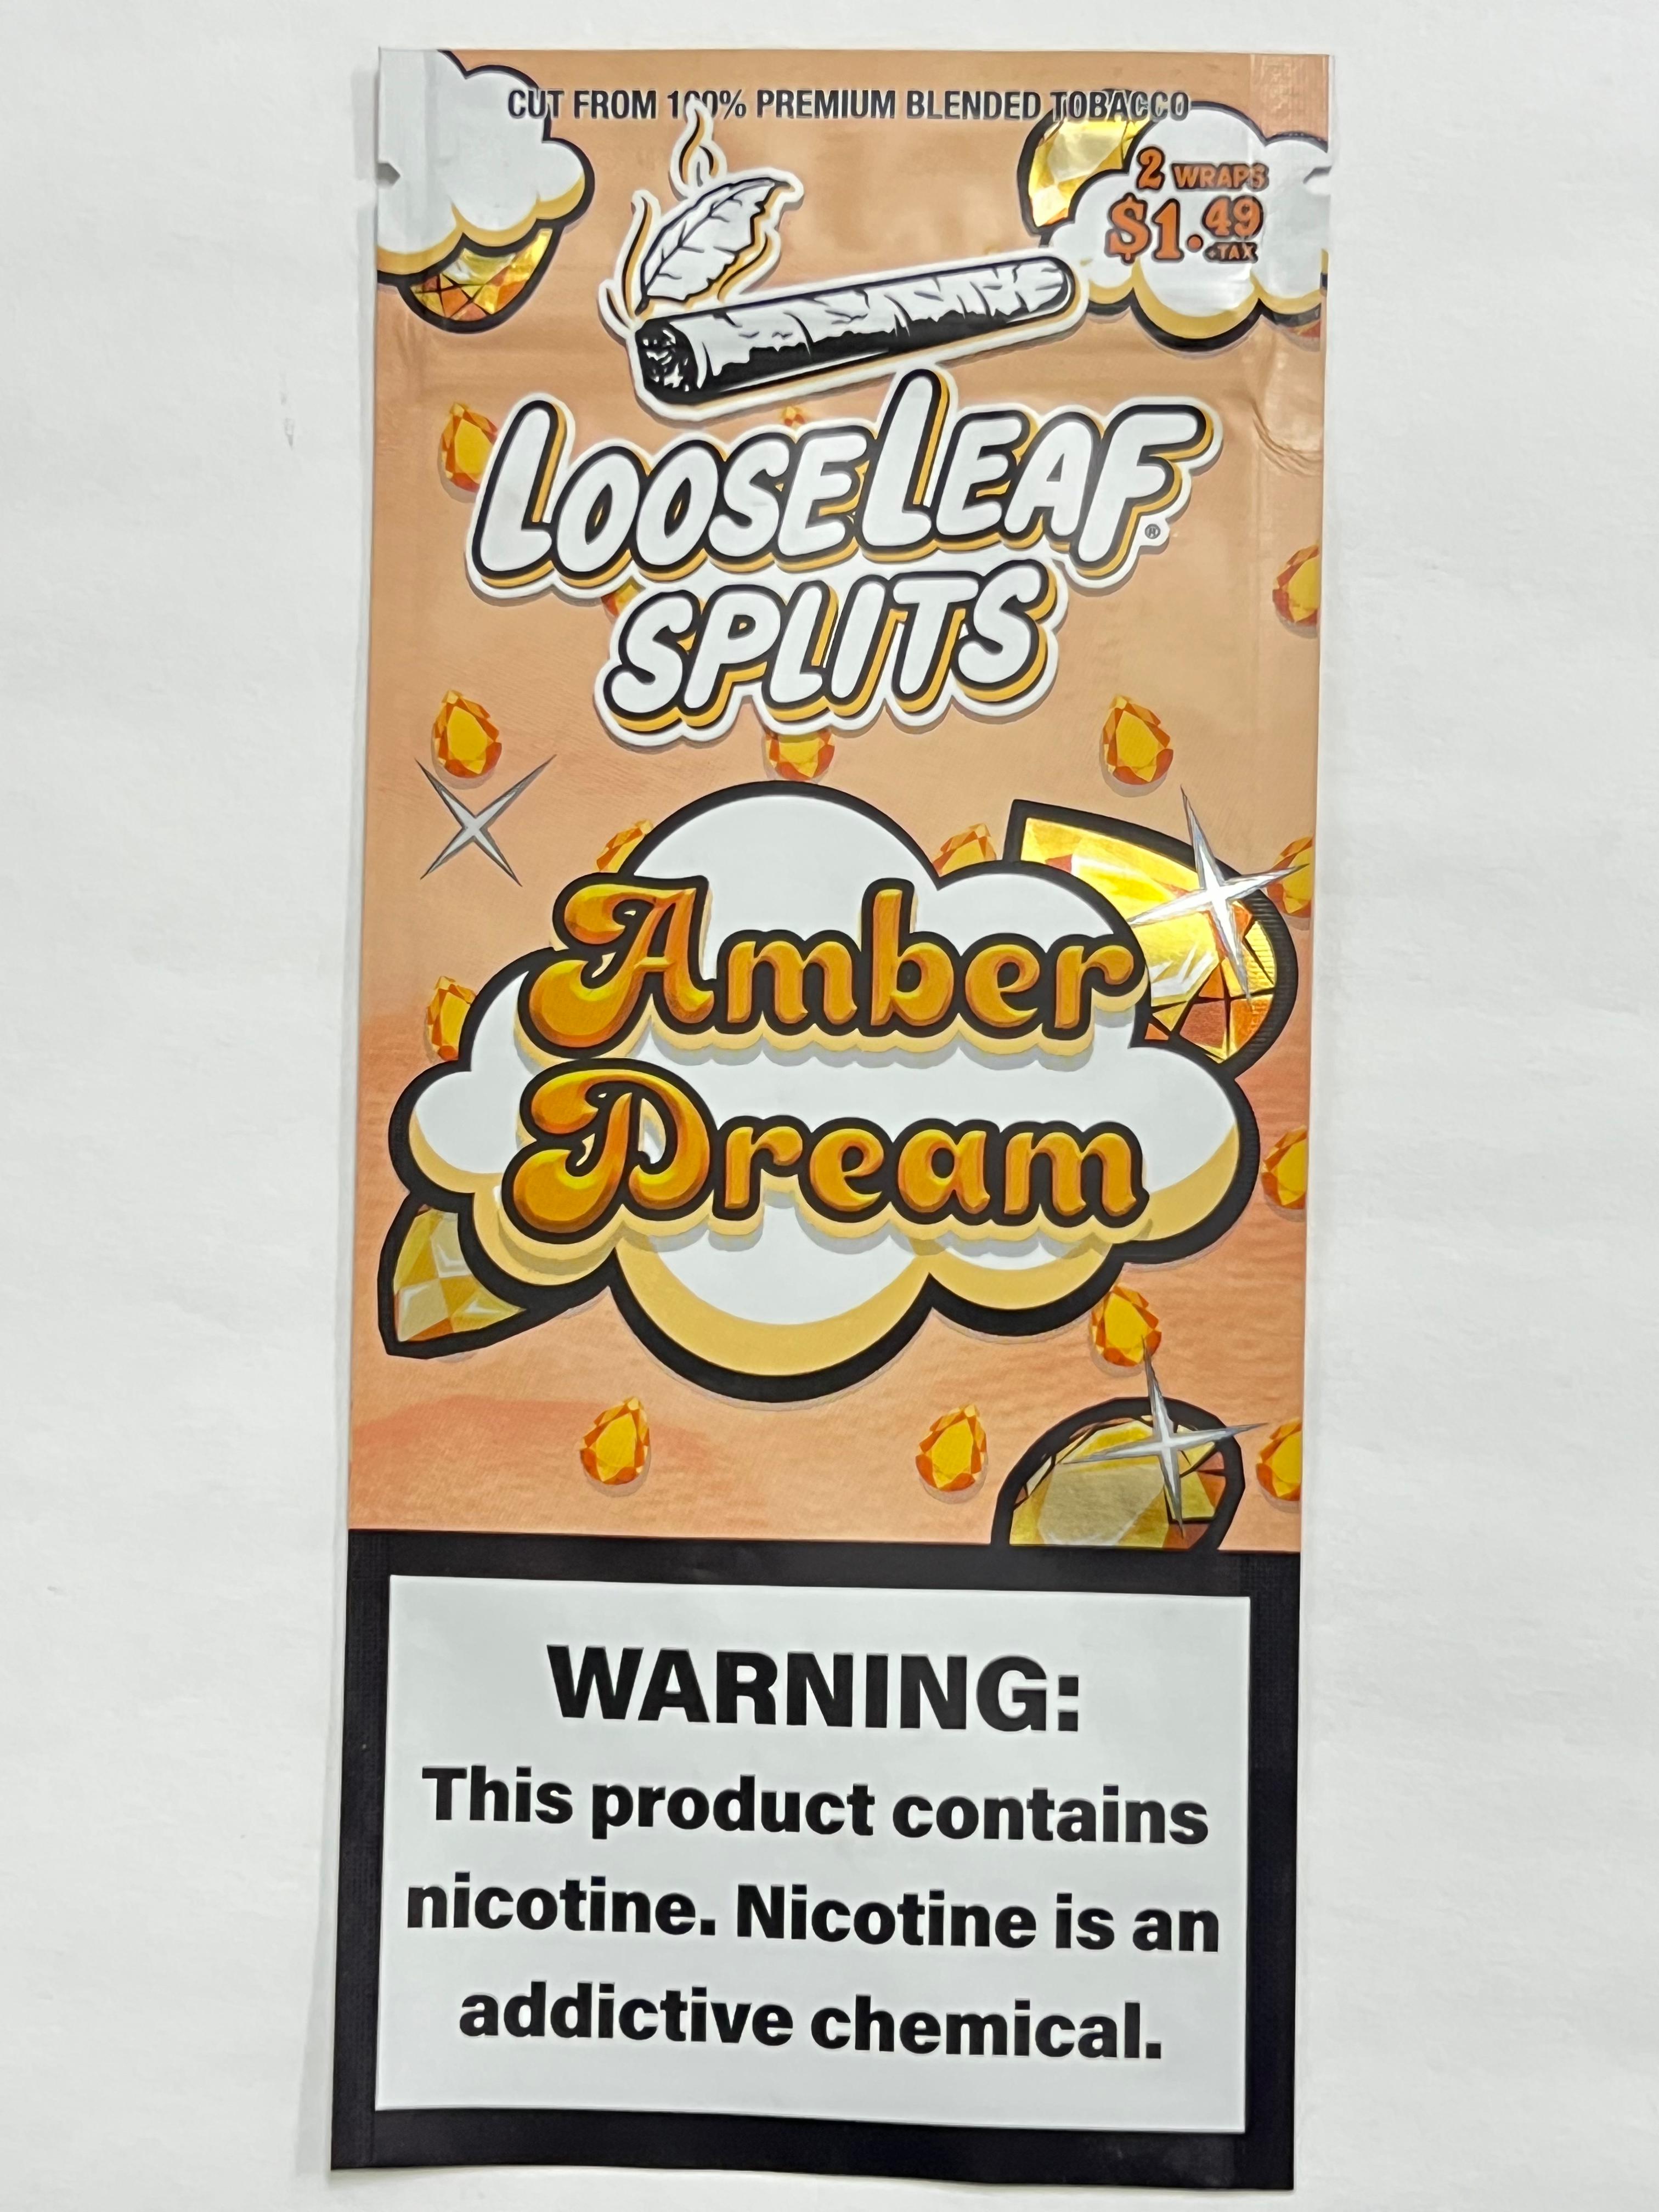 CUT FROM 100% PREMIUM BLENDED TOBACCO
2 WRAPS
$1.49
+TAX
LOOSELEAF®
SPLITS
Amber
Dream
WARNING:
This product contains
nicotine. Nicotine is an
addictive chemical.